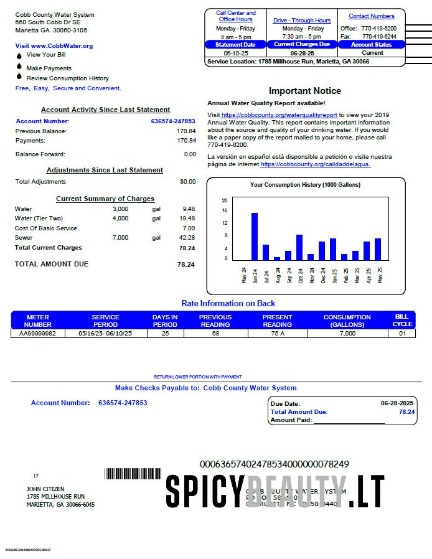 Cobb County Water System
660 South Cobb Dr SE
Marietta GA 30060-3105
Visit www.CobbWater.org
View Your Bill
Make Payments
Review Consumption History
Free, Easy, Secure and Convenient.
Call Center and Office Hours
Monday - Friday
8 am - 5 pm
Drive - Through Hours
Monday - Friday
7:30 am - 5 pm
Contact Numbers
Office: 770-419-6200
Fax: 770-419-6244
Statement Date Current Charges Due Account Status
06-10-25 06-28-25 Current
Service Location: 1785 Millhouse Run, Marietta, GA 30066
Account Activity Since Last Statement
Account Number: 636574-247853
Previous Balance: 170.84
Payments: 170.84
Balance Forward: 0.00
Adjustments Since Last Statement
Total Adjustments $0.00
Current Summary of Charges
Water 3,000 gal 9.46
Water (Tier Two) 4,000 gal 19.48
Cost Of Basic Service 7.00
Sewer 7,000 gal 42.28
Total Current Charges 78.24
TOTAL AMOUNT DUE 78.24
Important Notice
Annual Water Quality Report available!
Visit https://cobbcounty.org/waterqualityreport to view your 2019
Annual Water Quality. This report contains important information
about the source and quality of your drinking water. If you would
like a paper copy of the report mailed to your home, please call
770-419-6200.
La versión en español está disponible a petición o visite nuestra
página de internet https://cobbcounty.org/calidaddelagua.
Your Consumption History (1000 Gallons)
20
16
12
8
4
0
May 24
Jun 24
Jul 24
Aug 24
Sep 24
Oct 24
Nov 24
Dec 24
Jan 25
Feb 25
Mar 25
Apr 25
May 25
Rate Information on Back
METER NUMBER SERVICE PERIOD DAYS IN PERIOD PREVIOUS READING PRESENT READING CONSUMPTION (GALLONS) BILL CYCLE
AA00000082 05/16/25 -06/10/25 25 68 75 A 7,000 01
RETURN LOWER PORTION WITH PAYMENT
Make Checks Payable to: Cobb County Water System
Account Number: 636574-247853
Due Date: 06-28-2025
Total Amount Due: 78.24
Amount Paid:
00063657402478534000000078249
17
JOHN CITIZEN
1785 MILLHOUSE RUN
MARIETTA, GA 30066-6045
SPICYBEAUTY.LT